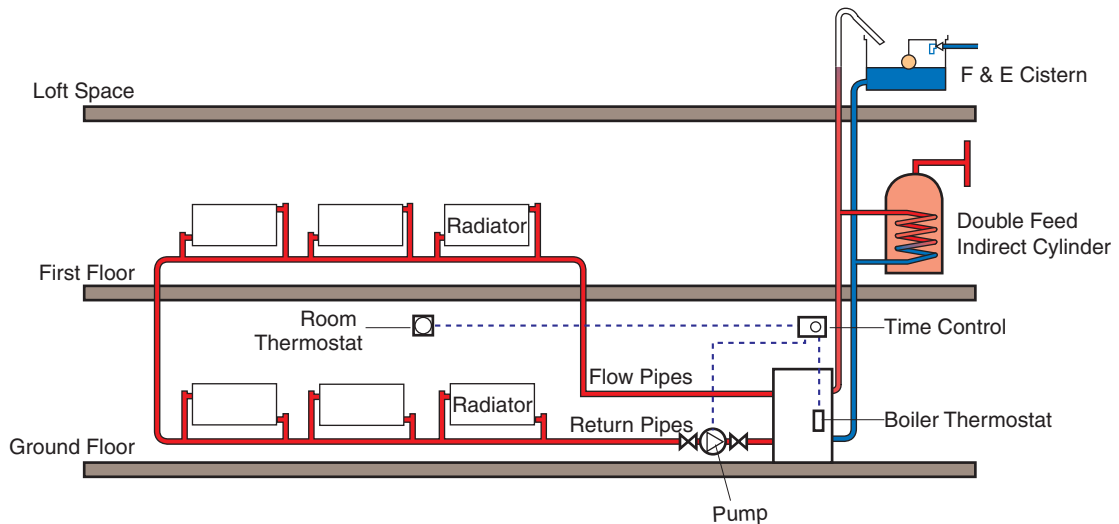 F & E Cistern
Loft Space
Radiator
Double Feed
Indirect Cylinder
First Floor
Room
Thermostat
Time Control
Flow Pipes
Radiator
Return Pipes
Boiler Thermostat
Ground Floor
Pump